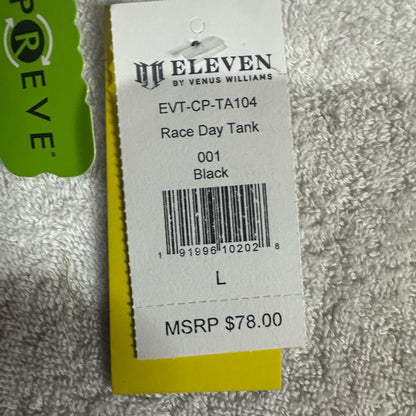 PREVE®
ELEVEN
BY VENUS WILLIAMS
EVT-CP-TA104
Race Day Tank
001
Black
1 91996 10202 8
L
MSRP $78.00